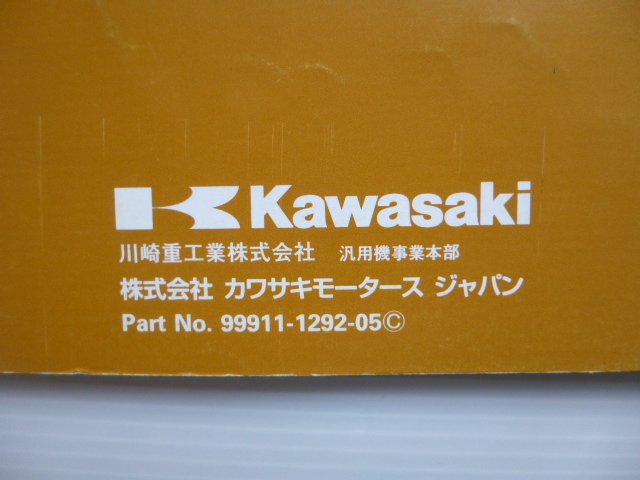 Kawasaki
川崎重工業株式会社 汎用機事業本部
株式会社 カワサキモータース ジャパン
Part No. 99911-1292-05Ⓒ